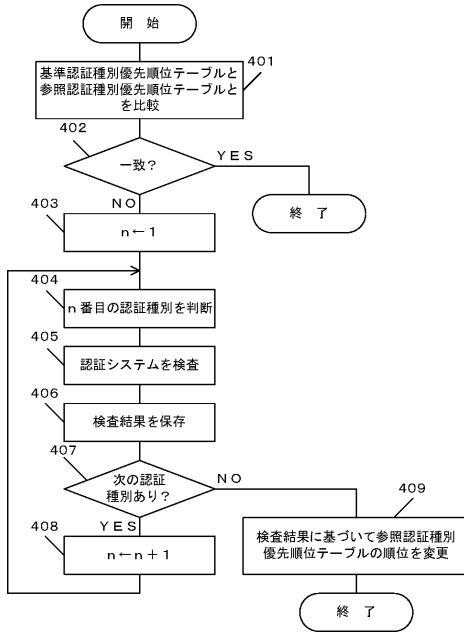 開 始
401
基準認証種別優先順位テーブルと
参照認証種別優先順位テーブルと
を比較
402
一致？
YES
NO
終 了
403
n←1
404
n番目の認証種別を判断
405
認証システムを検査
406
検査結果を保存
407
次の認証
種別あり？
NO
YES
408
n←n+1
409
検査結果に基づいて参照認証種別
優先順位テーブルの順位を変更
終 了